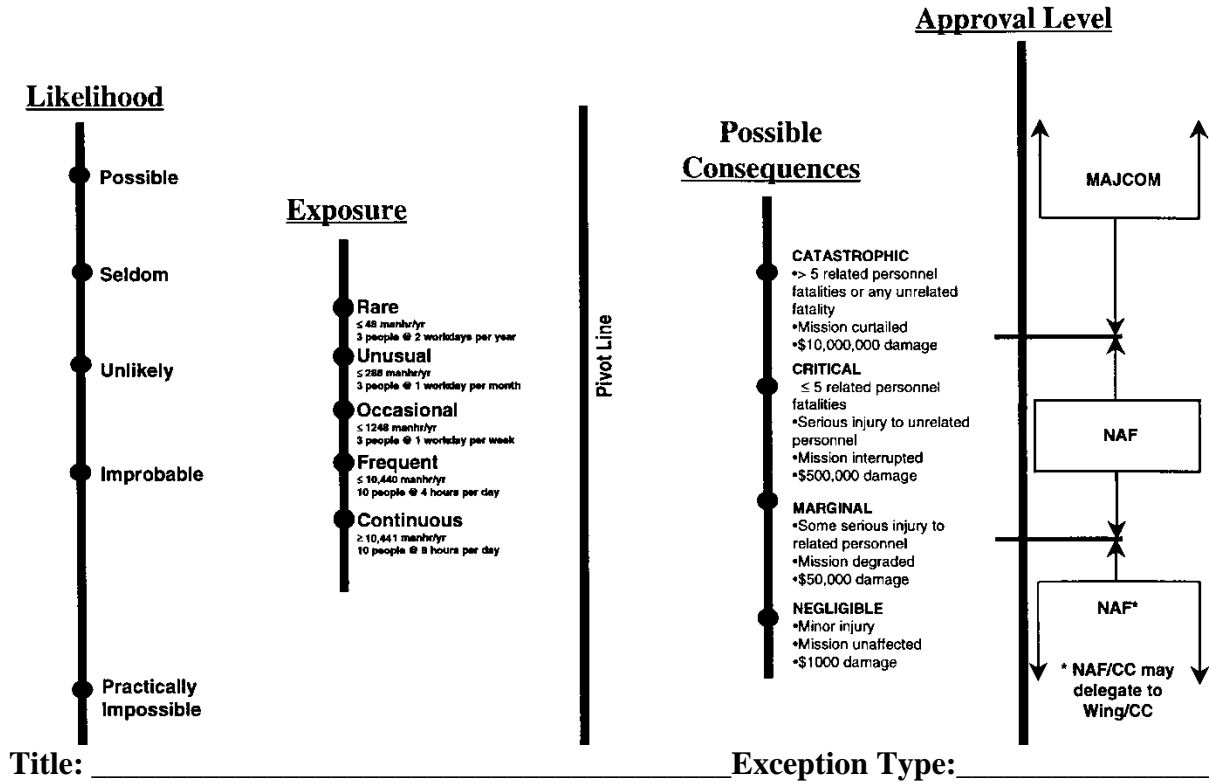 Approval Level
Likelihood
Possible
Seldom
Unlikely
Improbable
Practically
Impossible
Exposure
Rare
≤ 48 manhr/yr
3 people @ 2 workdays per year
Unusual
≤ 288 manhr/yr
3 people @ 1 workday per month
Occasional
≤ 1248 manhr/yr
3 people @ 1 workday per week
Frequent
≤ 10,440 manhr/yr
10 people @ 4 hours per day
Continuous
≥ 10,441 manhr/yr
10 people @ 8 hours per day
Pivot Line
Possible
Consequences
CATASTROPHIC
•> 5 related personnel
fatalities or any unrelated
fatality
•Mission curtailed
•$10,000,000 damage
CRITICAL
≤ 5 related personnel
fatalities
•Serious injury to unrelated
personnel
•Mission interrupted
•$500,000 damage
MARGINAL
•Some serious injury to
related personnel
•Mission degraded
•$50,000 damage
NEGLIGIBLE
•Minor injury
•Mission unaffected
•$1000 damage
MAJCOM
NAF
NAF*
* NAF/CC may
delegate to
Wing/CC
Title: ________________________________Exception Type:_____________